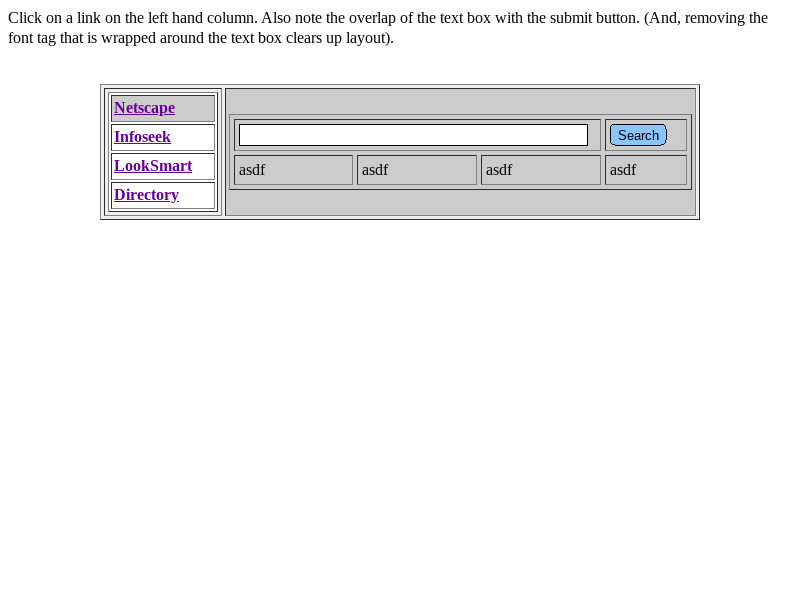 Click on a link on the left hand column. Also note the overlap of the text box with the submit button. (And, removing the
font tag that is wrapped around the text box clears up layout).
Netscape
Infoseek
LookSmart
Directory
Search
asdf asdf asdf asdf